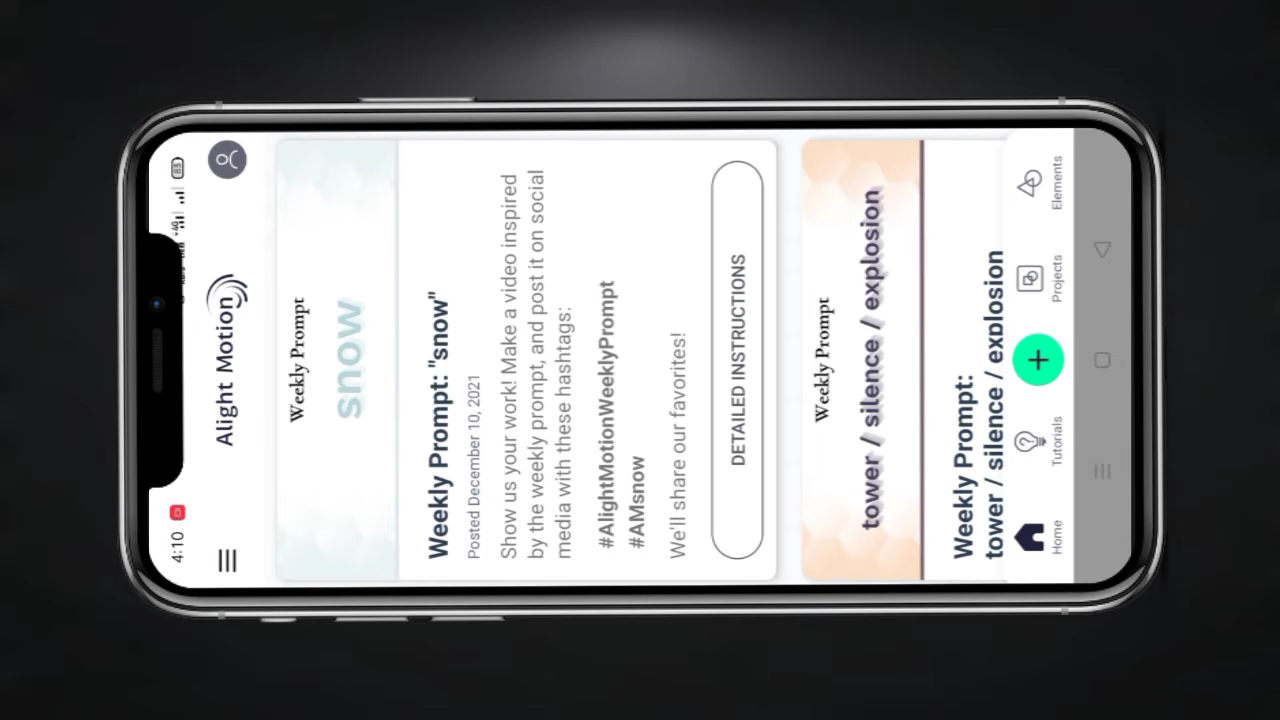 4:10
83
Alight Motion
Weekly Prompt
snow
Weekly Prompt: "snow"
Posted December 10, 2021
Show us your work! Make a video inspired
by the weekly prompt, and post it on social
media with these hashtags:
#AlightMotionWeeklyPrompt
#AMsnow
We'll share our favorites!
DETAILED INSTRUCTIONS
Weekly Prompt
tower / silence / explosion
Weekly Prompt:
tower / silence / explosion
Home
Tutorials
Projects
Elements